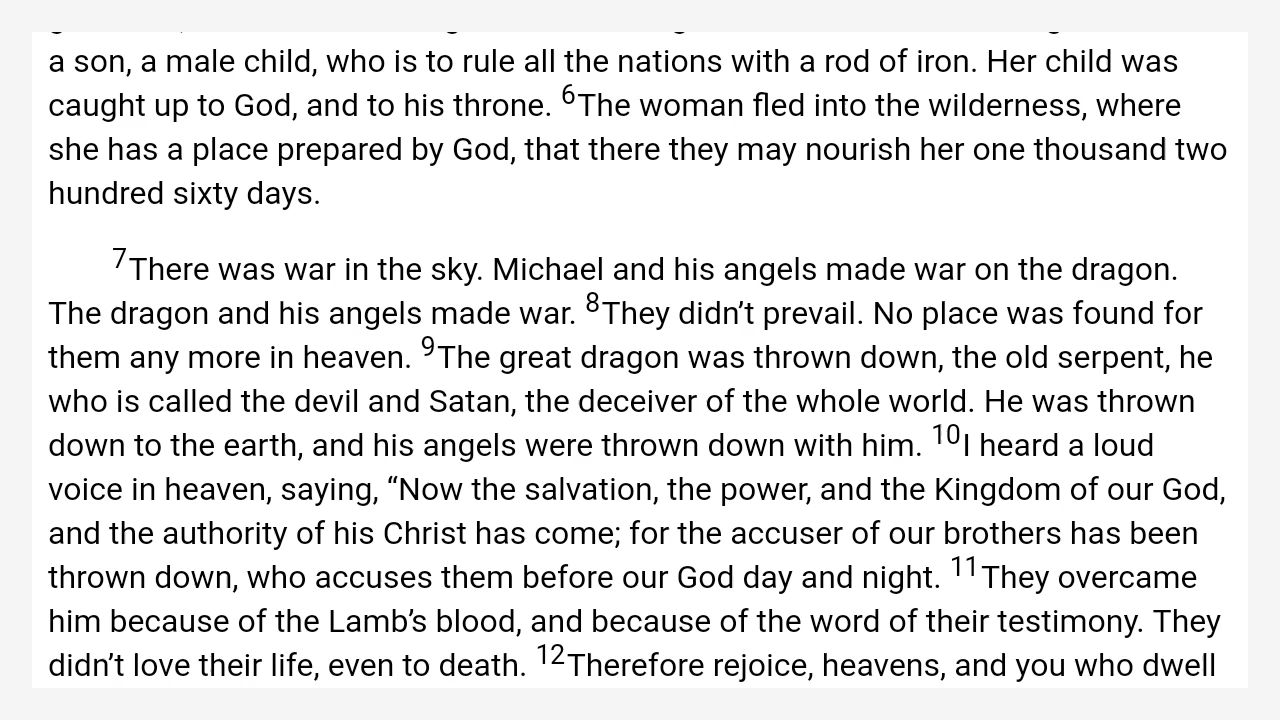 a son, a male child, who is to rule all the nations with a rod of iron. Her child was
caught up to God, and to his throne. 6The woman fled into the wilderness, where
she has a place prepared by God, that there they may nourish her one thousand two
hundred sixty days.
7There was war in the sky. Michael and his angels made war on the dragon.
The dragon and his angels made war. 8They didn’t prevail. No place was found for
them any more in heaven. 9The great dragon was thrown down, the old serpent, he
who is called the devil and Satan, the deceiver of the whole world. He was thrown
down to the earth, and his angels were thrown down with him. 10I heard a loud
voice in heaven, saying, “Now the salvation, the power, and the Kingdom of our God,
and the authority of his Christ has come; for the accuser of our brothers has been
thrown down, who accuses them before our God day and night. 11They overcame
him because of the Lamb’s blood, and because of the word of their testimony. They
didn’t love their life, even to death. 12Therefore rejoice, heavens, and you who dwell